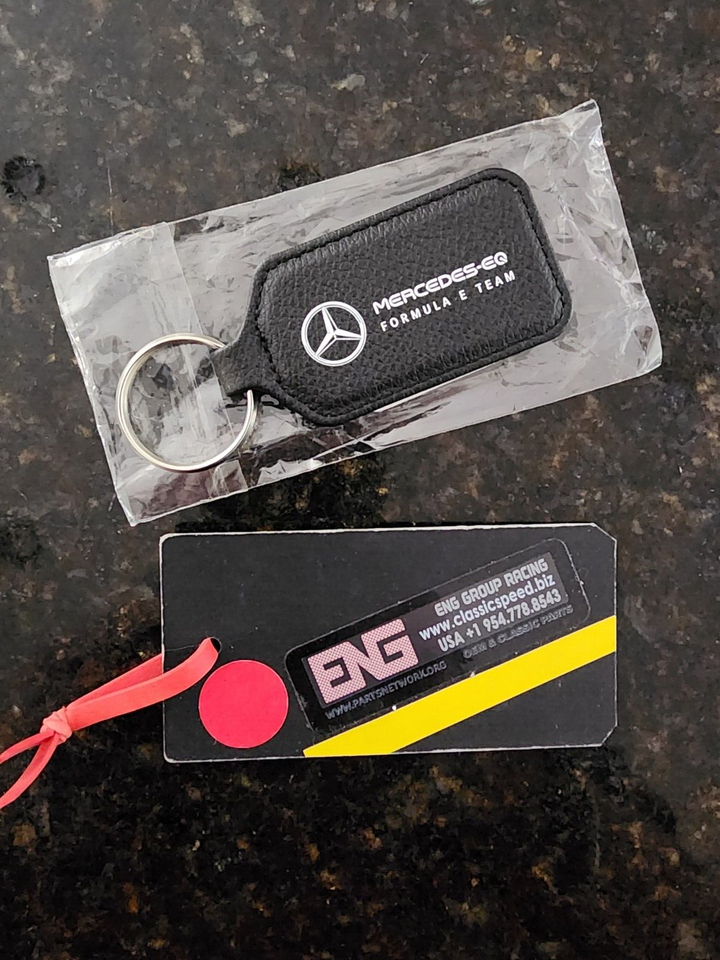 MERCEDES-EQ
FORMULA E TEAM
ENG
ENG GROUP RACING
www.classicspeed.biz
USA +1 954.778.8543
WWW.PARTSNETWORK.ORG
OEM & CLASSIC PARTS